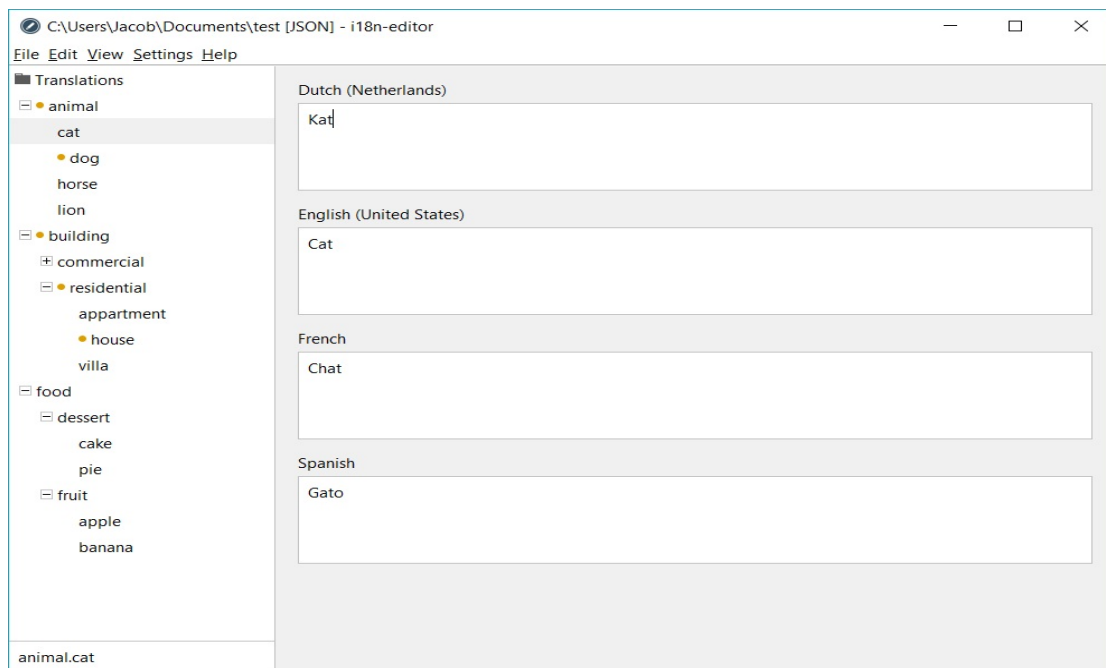 C:\Users\Jacob\Documents\test [JSON] - i18n-editor
File Edit View Settings Help
Translations
animal
cat
dog
horse
lion
building
commercial
residential
appartment
house
villa
food
dessert
cake
pie
fruit
apple
banana
animal.cat
Dutch (Netherlands)
Kat
English (United States)
Cat
French
Chat
Spanish
Gato